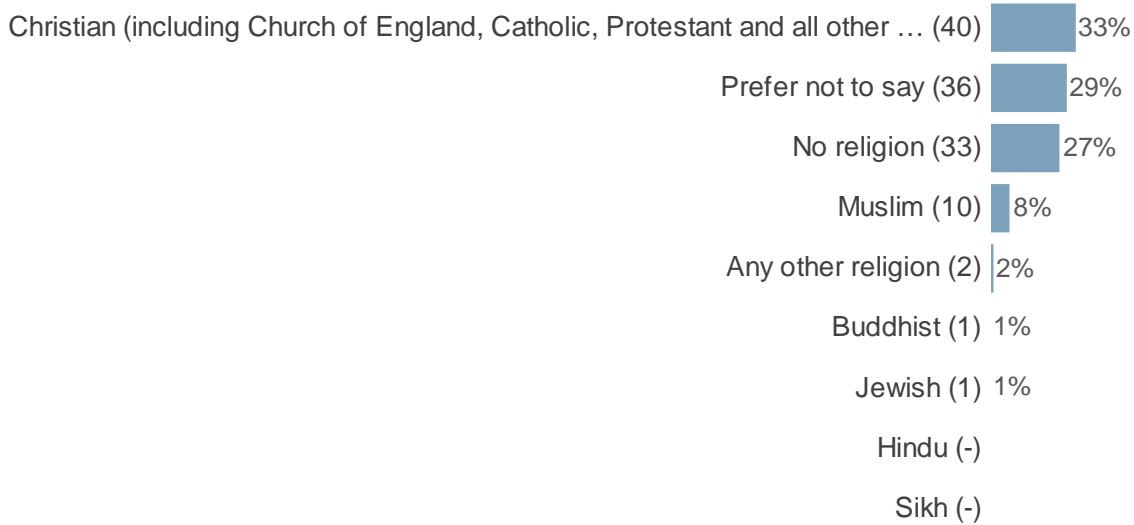 Christian (including Church of England, Catholic, Protestant and all other … (40) 33%
Prefer not to say (36) 29%
No religion (33) 27%
Muslim (10) 8%
Any other religion (2) 2%
Buddhist (1) 1%
Jewish (1) 1%
Hindu (-)
Sikh (-)